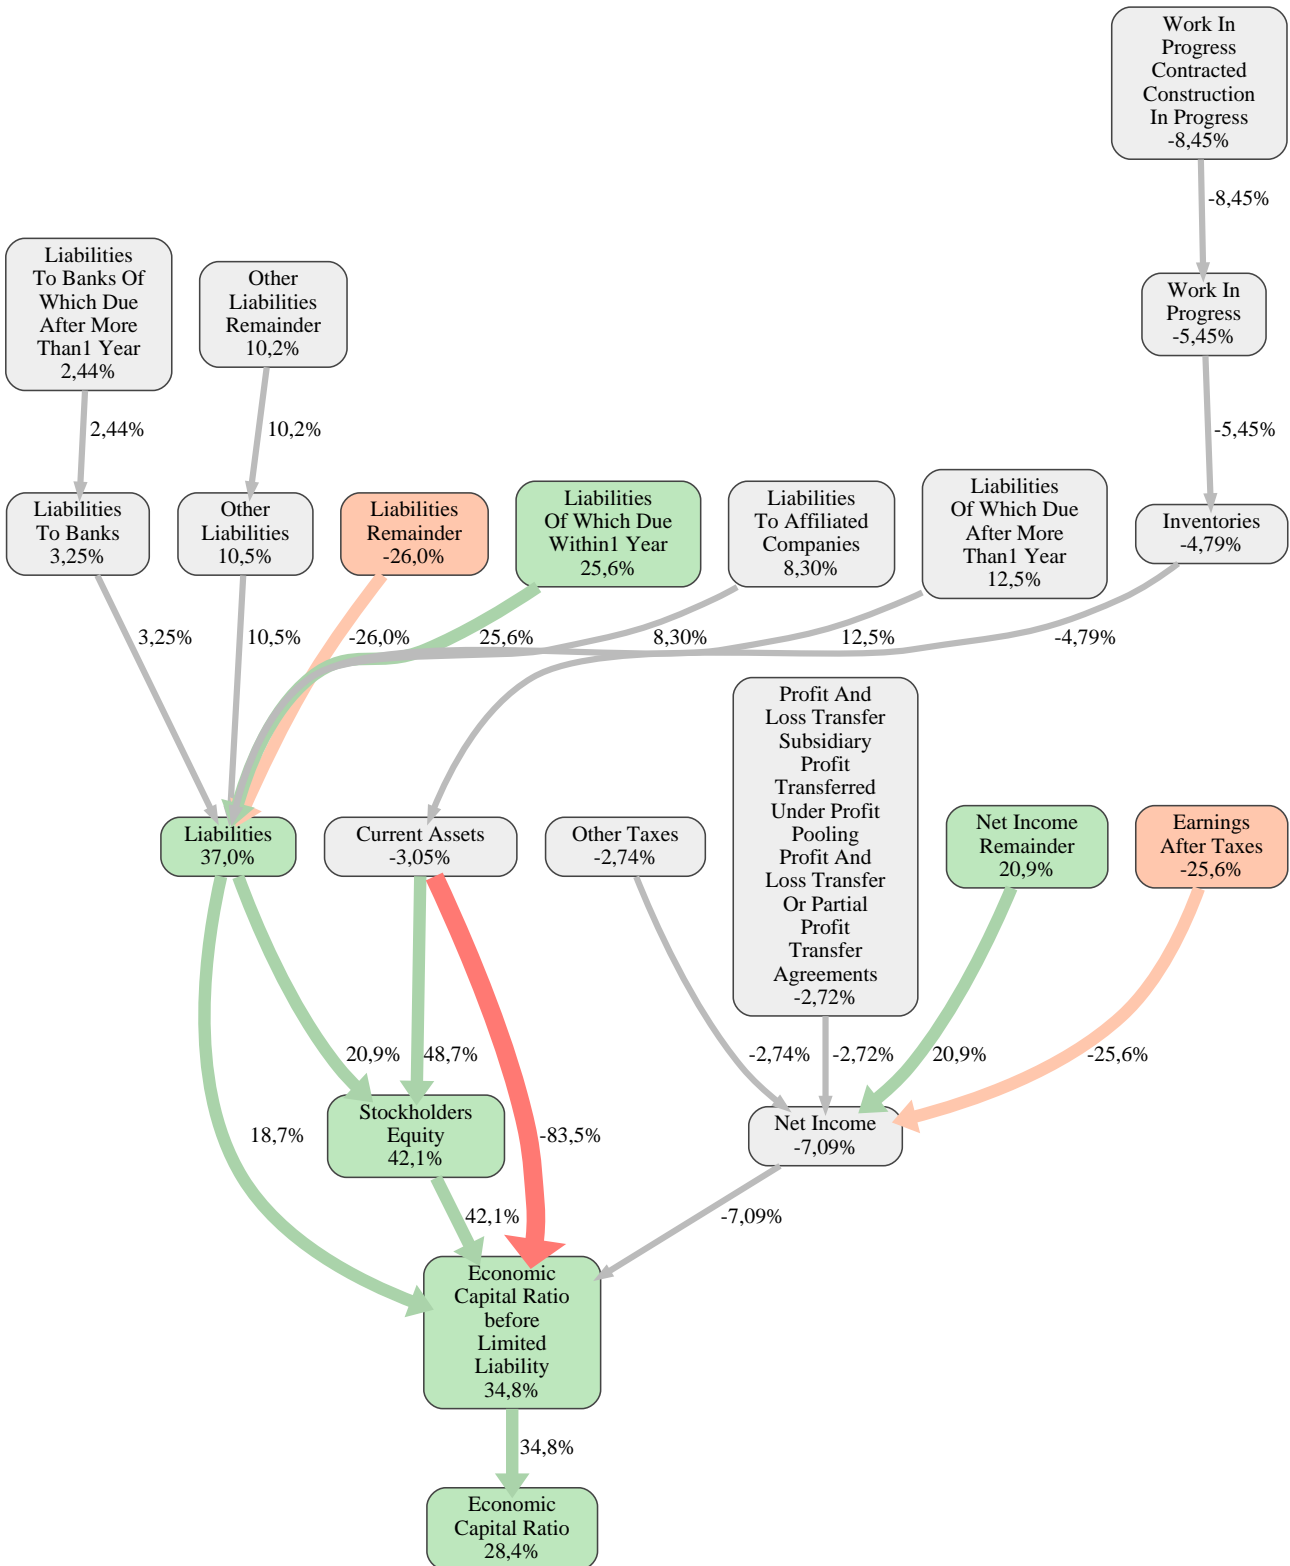 Work In
Progress
Contracted
Construction
In Progress
-8,45%
-8,45%
Liabilities
To Banks Of
Which Due
After More
Than1 Year
2,44%
Other
Liabilities
Remainder
10,2%
Work In
Progress
-5,45%
2,44%
10,2%
-5,45%
Liabilities
To Banks
3,25%
Other
Liabilities
10,5%
Liabilities
Remainder
-26,0%
Liabilities
Of Which Due
Within1 Year
25,6%
Liabilities
To Affiliated
Companies
8,30%
Liabilities
Of Which Due
After More
Than1 Year
12,5%
Inventories
-4,79%
3,25%
10,5%
-26,0%
25,6%
8,30%
12,5%
-4,79%
Profit And
Loss Transfer
Subsidiary
Profit
Transferred
Under Profit
Pooling
Profit And
Loss Transfer
Or Partial
Profit
Transfer
Agreements
-2,72%
Liabilities
37,0%
Current Assets
-3,05%
Other Taxes
-2,74%
Net Income
Remainder
20,9%
Earnings
After Taxes
-25,6%
20,9%
48,7%
-2,74%
-2,72%
20,9%
-25,6%
Stockholders
Equity
42,1%
Net Income
-7,09%
18,7%
-83,5%
42,1%
-7,09%
Economic
Capital Ratio
before
Limited
Liability
34,8%
34,8%
Economic
Capital Ratio
28,4%